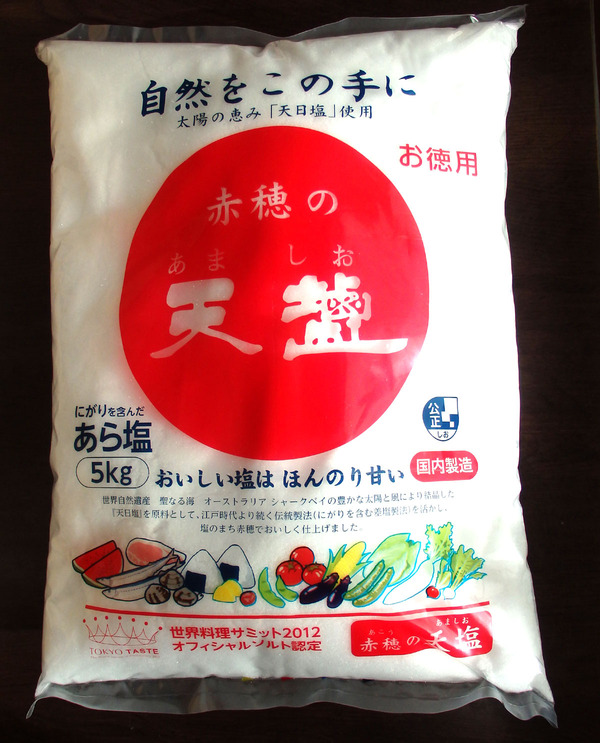 自然をこの手に
太陽の恵み「天日塩」使用
お徳用
赤穂の
あま しお
天塩
にがりを含んだ
あら塩
5kg
公正
しお
おいしい塩は ほんのり甘い
国内製造
世界自然遺産 聖なる海 オーストラリア シャークベイの豊かな太陽と風により結晶した
『天日塩』を原料として、江戸時代より続く伝統製法(にがりを含む差塩製法)を活かし、
塩のまち赤穂でおいしく仕上げました。
TOKYO TASTE
世界料理サミット2012
オフィシャルソルト認定
あこう あましお
赤穂の天塩